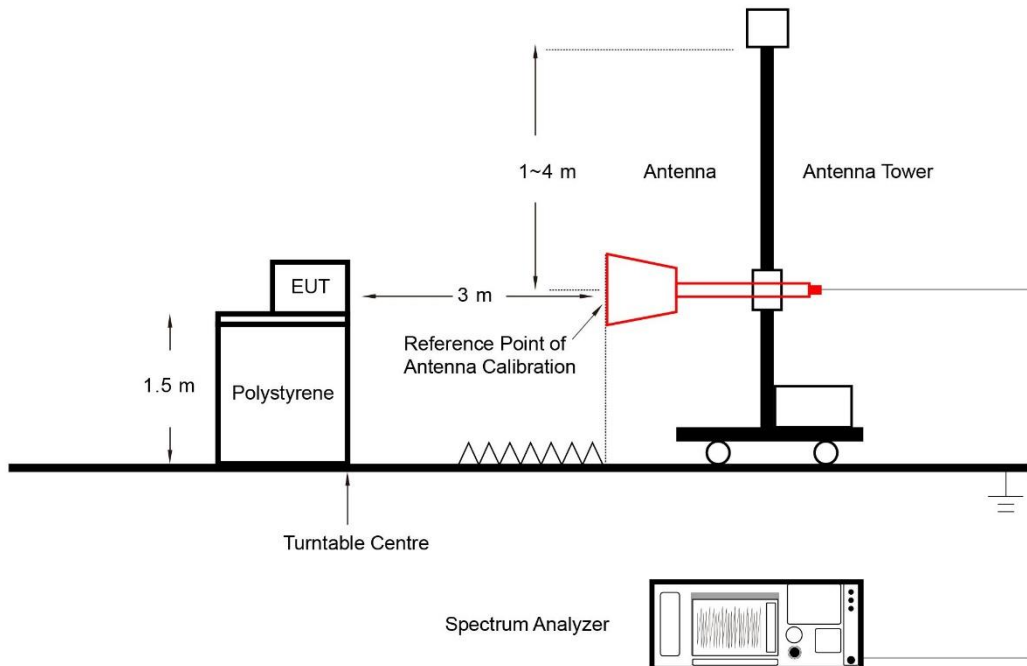 1~4 m
Antenna
Antenna Tower
EUT
3 m
Reference Point of
Antenna Calibration
1.5 m
Polystyrene
Turntable Centre
Spectrum Analyzer